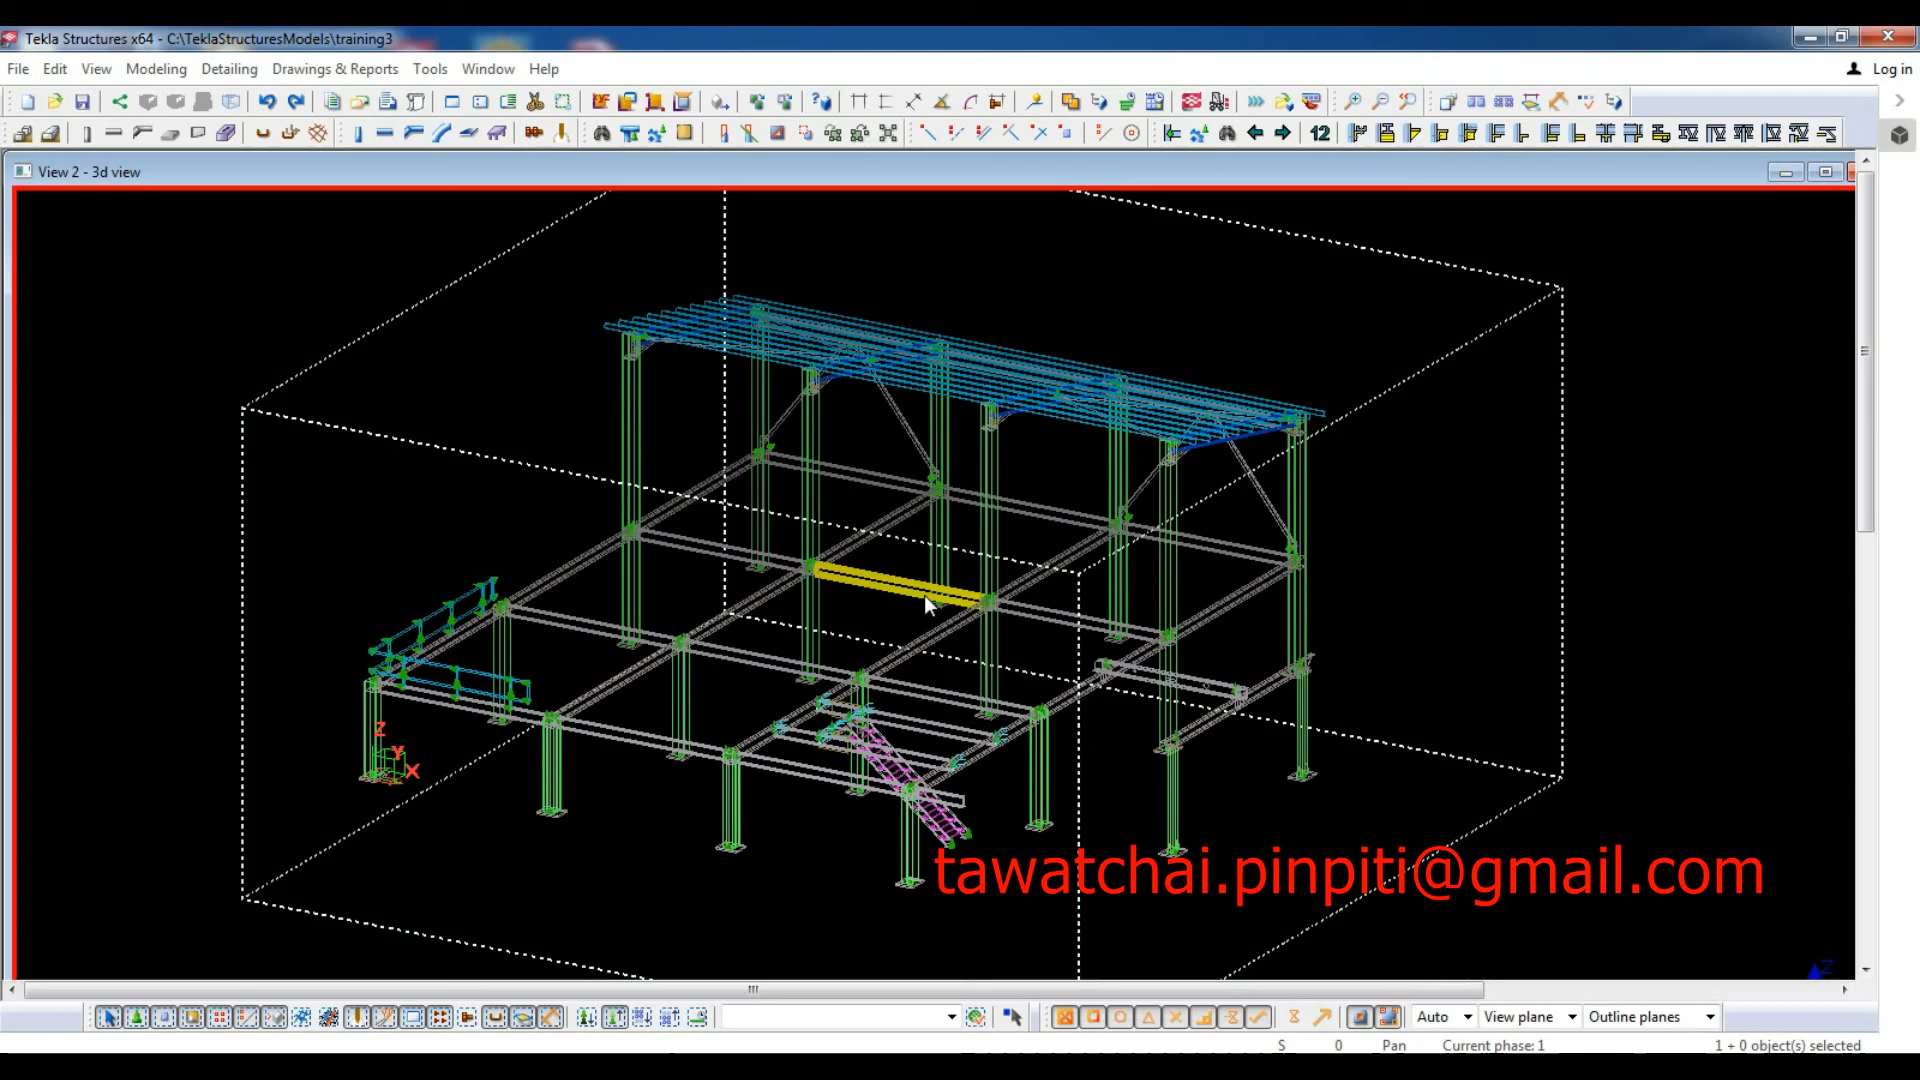 Tekla Structures x64 - C:\TeklaStructuresModels\training3
File Edit View Modeling Detailing Drawings & Reports Tools Window Help
Log in
12
View 2 - 3d view
Z
Y
X
tawatchai.pinpiti@gmail.com
Z
Auto View plane Outline planes
S 0 Pan Current phase: 1 1 + 0 object(s) selected